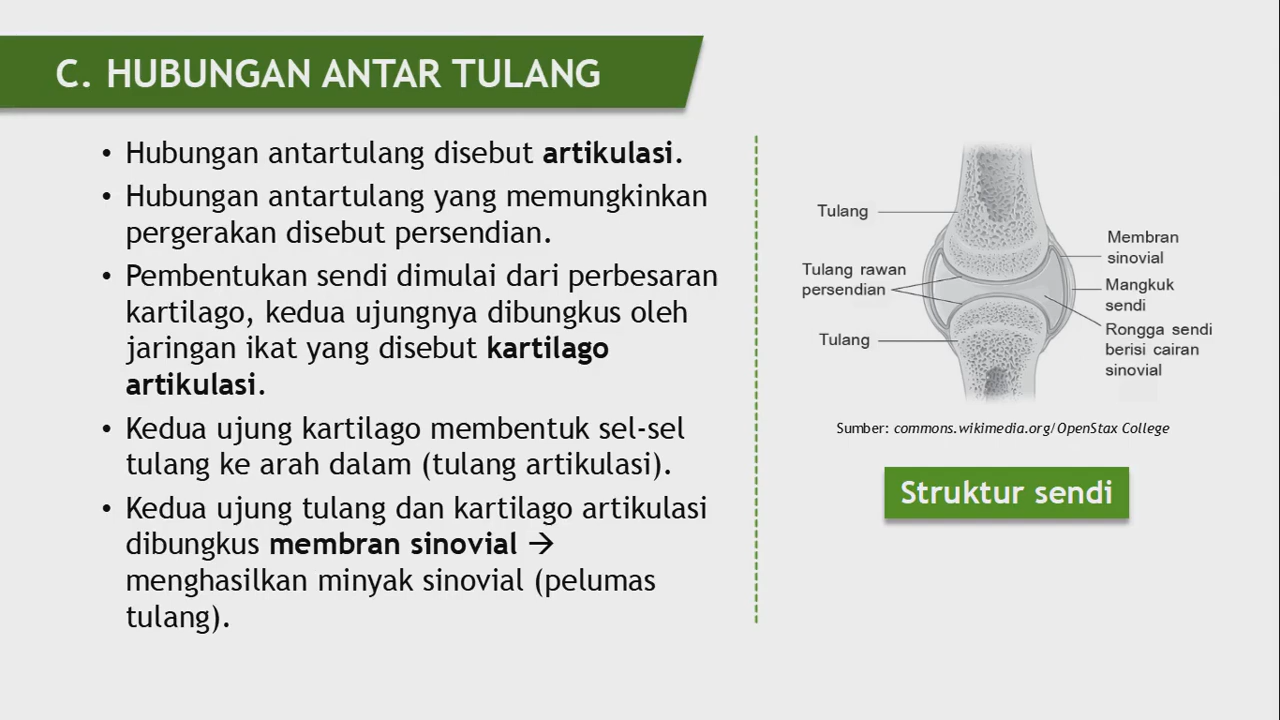 C. HUBUNGAN ANTAR TULANG
• Hubungan antartulang disebut artikulasi.
• Hubungan antartulang yang memungkinkan
pergerakan disebut persendian.
• Pembentukan sendi dimulai dari perbesaran
kartilago, kedua ujungnya dibungkus oleh
jaringan ikat yang disebut kartilago
artikulasi.
• Kedua ujung kartilago membentuk sel-sel
tulang ke arah dalam (tulang artikulasi).
• Kedua ujung tulang dan kartilago artikulasi
dibungkus membran sinovial →
menghasilkan minyak sinovial (pelumas
tulang).
Tulang
Tulang rawan
persendian
Tulang
Membran
sinovial
Mangkuk
sendi
Rongga sendi
berisi cairan
sinovial
Sumber: commons.wikimedia.org/OpenStax College
Struktur sendi